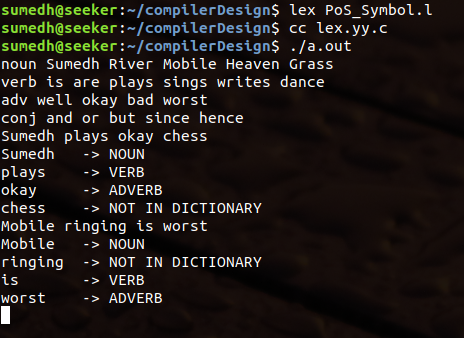 sumedh@seeker:~/compilerDesign$ lex PoS_Symbol.l
sumedh@seeker:~/compilerDesign$ cc lex.yy.c
sumedh@seeker:~/compilerDesign$ ./a.out
noun Sumedh River Mobile Heaven Grass
verb is are plays sings writes dance
adv well okay bad worst
conj and or but since hence
Sumedh plays okay chess
Sumedh   -> NOUN
plays    -> VERB
okay     -> ADVERB
chess    -> NOT IN DICTIONARY
Mobile ringing is worst
Mobile   -> NOUN
ringing  -> NOT IN DICTIONARY
is       -> VERB
worst    -> ADVERB